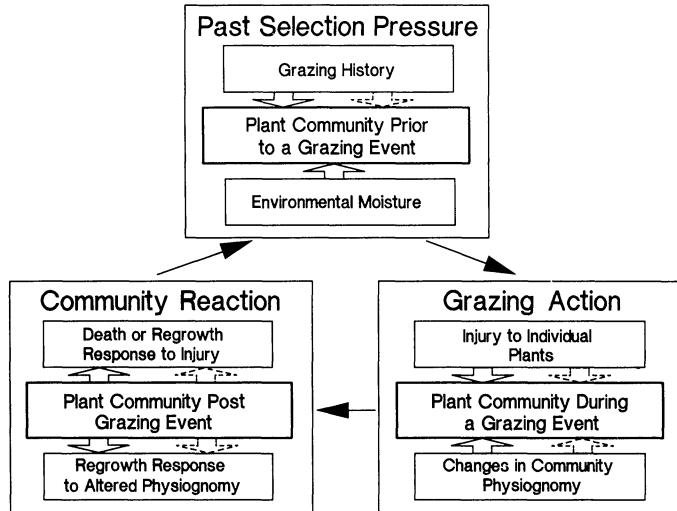 Past Selection Pressure
Grazing History
Plant Community Prior
to a Grazing Event
Environmental Moisture
Community Reaction
Death or Regrowth
Response to Injury
Plant Community Post
Grazing Event
Regrowth Response
to Altered Physiognomy
Grazing Action
Injury to Individual
Plants
Plant Community During
a Grazing Event
Changes in Community
Physiognomy